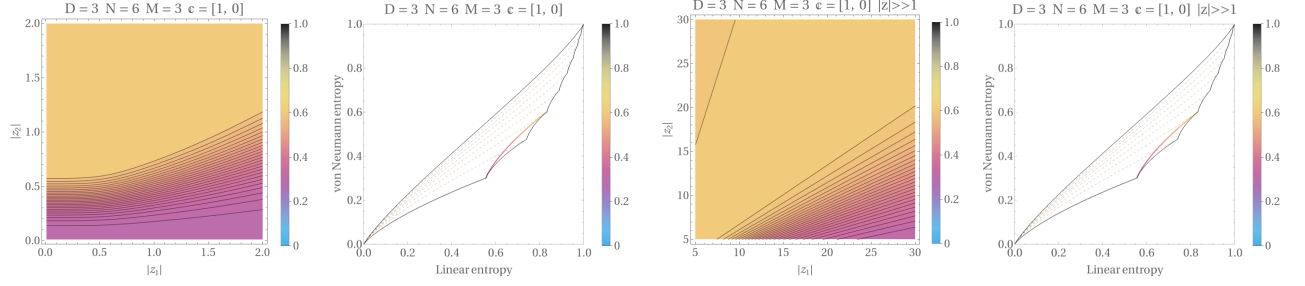 D = 3 N = 6 M = 3 𝕔 = [1, 0]
|z₂|
2.0
1.5
1.0
0.5
0.0
0.0 0.5 1.0 1.5 2.0
|z₁|
1.0
0.8
0.6
0.4
0.2
0
D = 3 N = 6 M = 3 𝕔 = [1, 0]
von Neumann entropy
1.0
0.8
0.6
0.4
0.2
0.0
0.0 0.2 0.4 0.6 0.8 1.0
Linear entropy
1.0
0.8
0.6
0.4
0.2
0
D = 3 N = 6 M = 3 𝕔 = [1, 0] |z|>>1
|z₂|
30
25
20
15
10
5
5 10 15 20 25 30
|z₁|
1.0
0.8
0.6
0.4
0.2
0
D = 3 N = 6 M = 3 𝕔 = [1, 0] |z|>>1
von Neumann entropy
1.0
0.8
0.6
0.4
0.2
0.0
0.0 0.2 0.4 0.6 0.8 1.0
Linear entropy
1.0
0.8
0.6
0.4
0.2
0